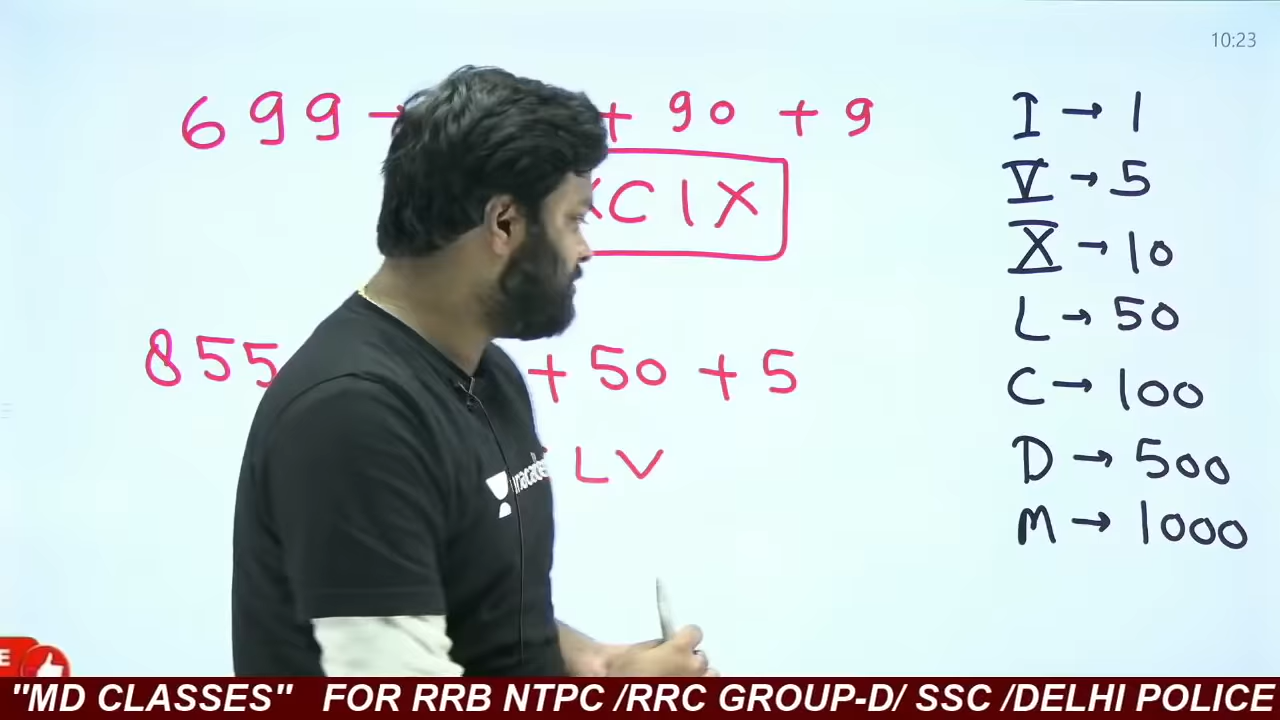 10:23
699 → + 90 + 9
XCIX
855 + 50 + 5
LV
I → 1
V → 5
X → 10
L → 50
C → 100
D → 500
M → 1000
unacade
"MD CLASSES" FOR RRB NTPC /RRC GROUP-D/ SSC /DELHI POLICE